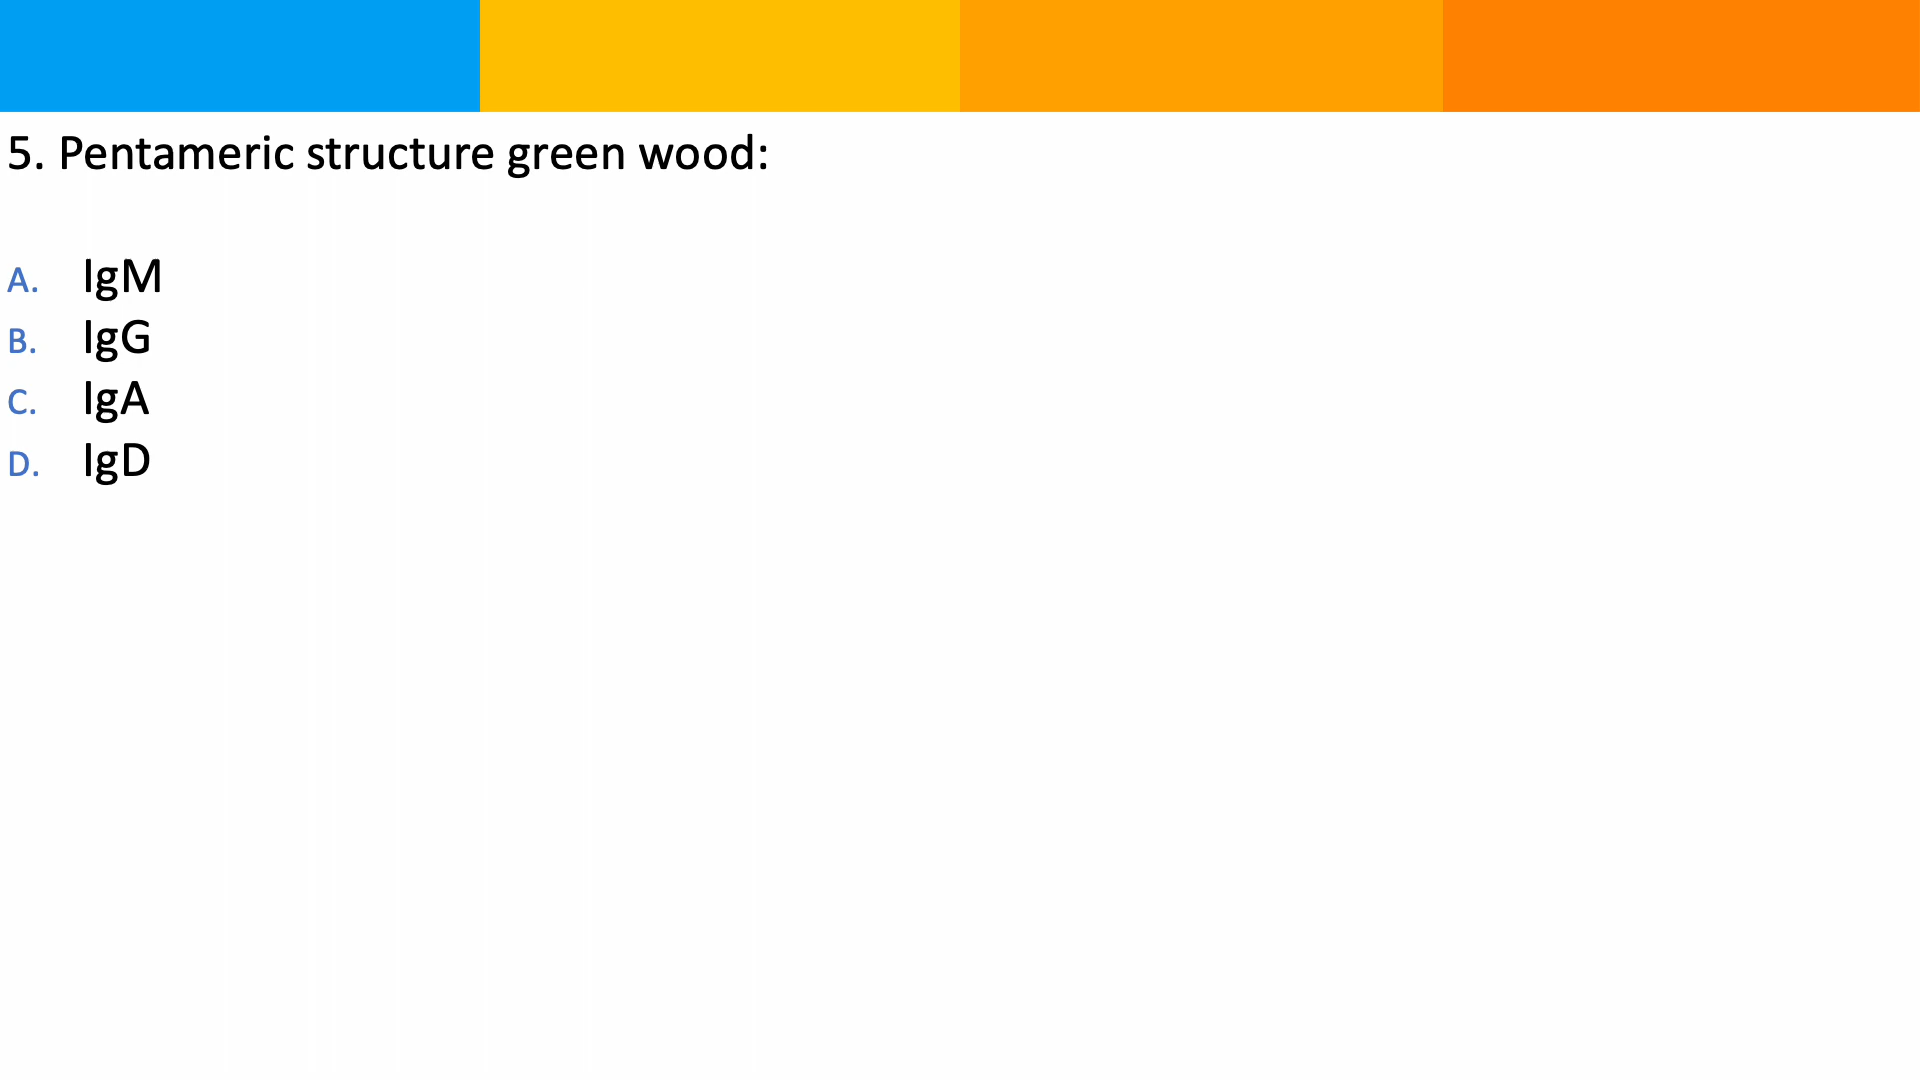 5. Pentameric structure green wood:
A. IgM
B. IgG
C. IgA
D. IgD